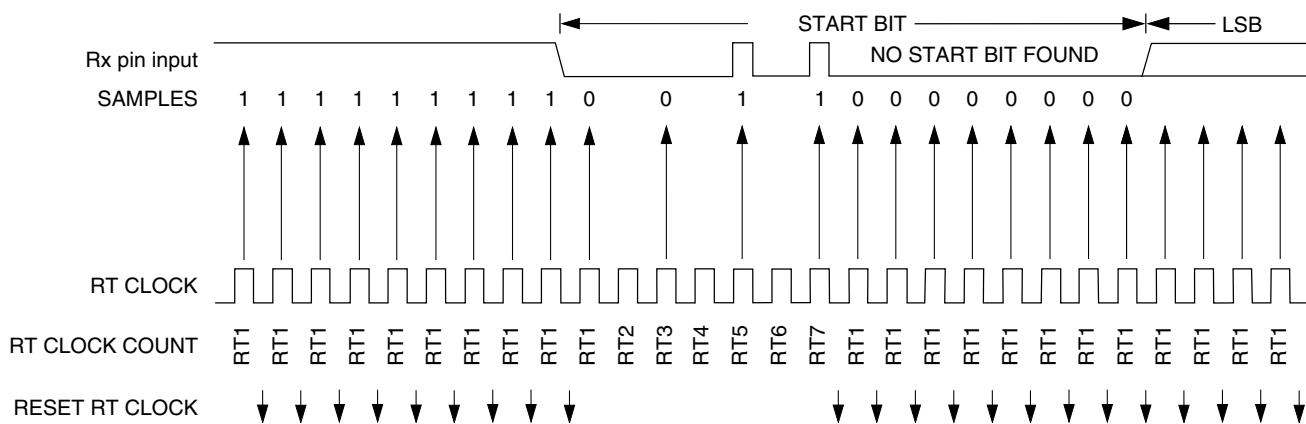 START BIT LSB
Rx pin input NO START BIT FOUND
SAMPLES 1 1 1 1 1 1 1 1 1 0 0 1 1 0 0 0 0 0 0 0 0
RT CLOCK
RT CLOCK COUNT RT1 RT1 RT1 RT1 RT1 RT1 RT1 RT1 RT1 RT1 RT2 RT3 RT4 RT5 RT6 RT7 RT1 RT1 RT1 RT1 RT1 RT1 RT1 RT1 RT1 RT1 RT1 RT1
RESET RT CLOCK